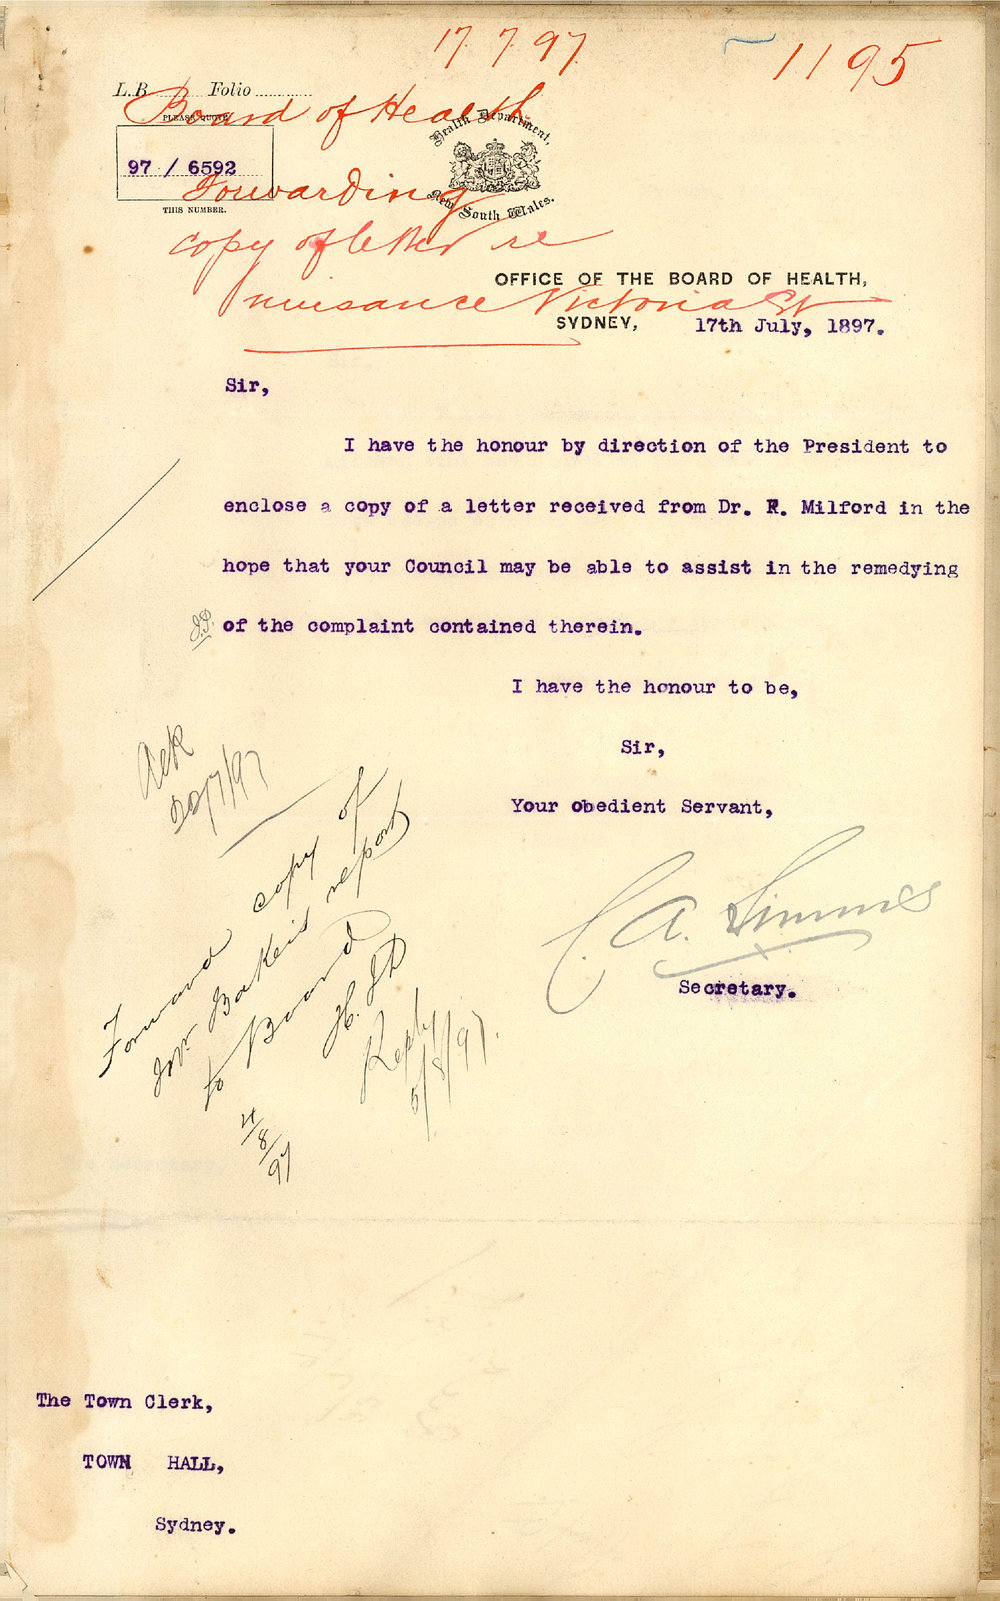 17. 7. 97
1195
L.B. Folio
Board of Health
PLEASE QUOTE
97 / 6592
THIS NUMBER.
Health Department,
New South Wales.
Forwarding
copy of letter re
nuisance Victoria St
OFFICE OF THE BOARD OF HEALTH,
SYDNEY, 17th July, 1897.
Sir,
I have the honour by direction of the President to
enclose a copy of a letter received from Dr. F. Milford in the
hope that your Council may be able to assist in the remedying
of the complaint contained therein.
I have the honour to be,
Sir,
Your obedient Servant,
C. A. Simmes
Secretary.
Ack
20/7/97
Forward copy of
Mr. Baker's report
to Board
H. J D
4/8/97
Reply
5/8/97.
The Town Clerk,
TOWN HALL,
Sydney.